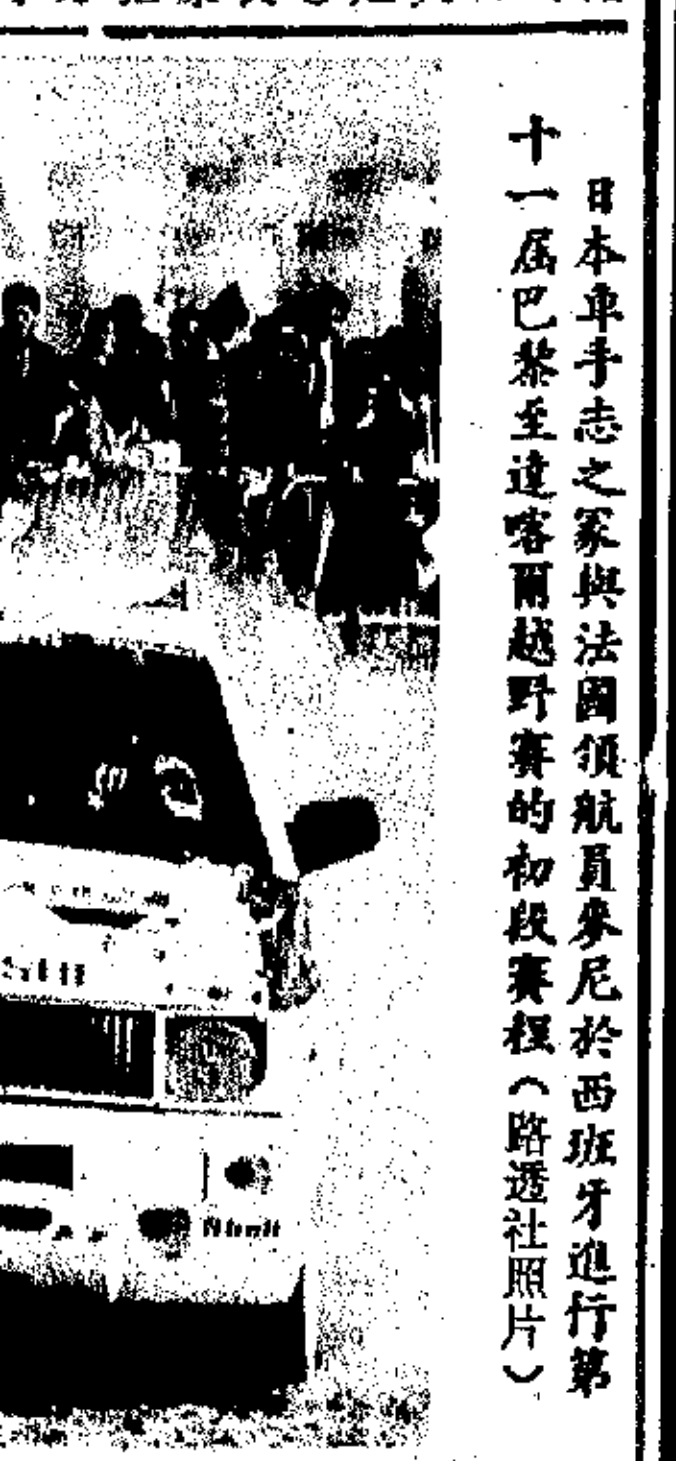 日本車手志之冢與法國領航員麥尼於西班牙進行第
十一屆巴黎至達喀爾越野賽的初段賽程(路透社照片)